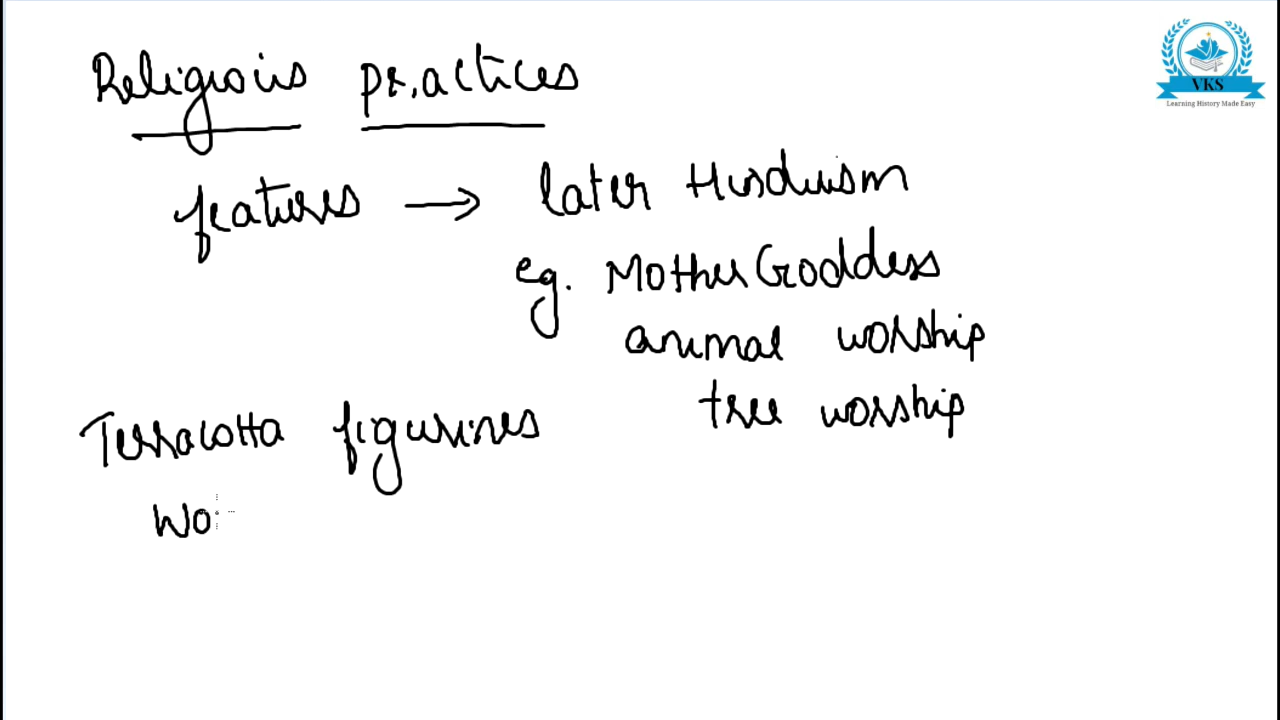 VKS
Learning History Made Easy
Religious practices
features → later Hinduism
eg. Mother Goddess
animal worship
tree worship
Terracotta figurines
Wo